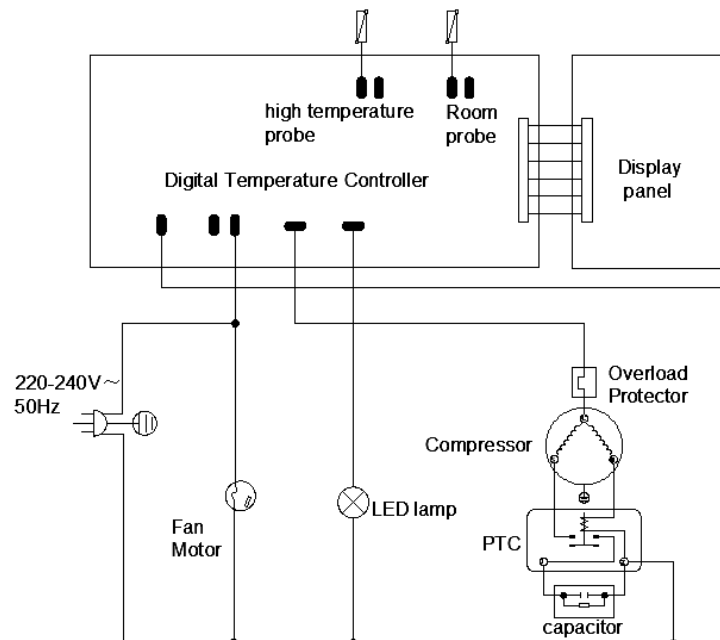 high temperature
probe
Room
probe
Digital Temperature Controller
Display
panel
220-240V ~
50Hz
Overload
Protector
Compressor
LED lamp
Fan
Motor
PTC
capacitor